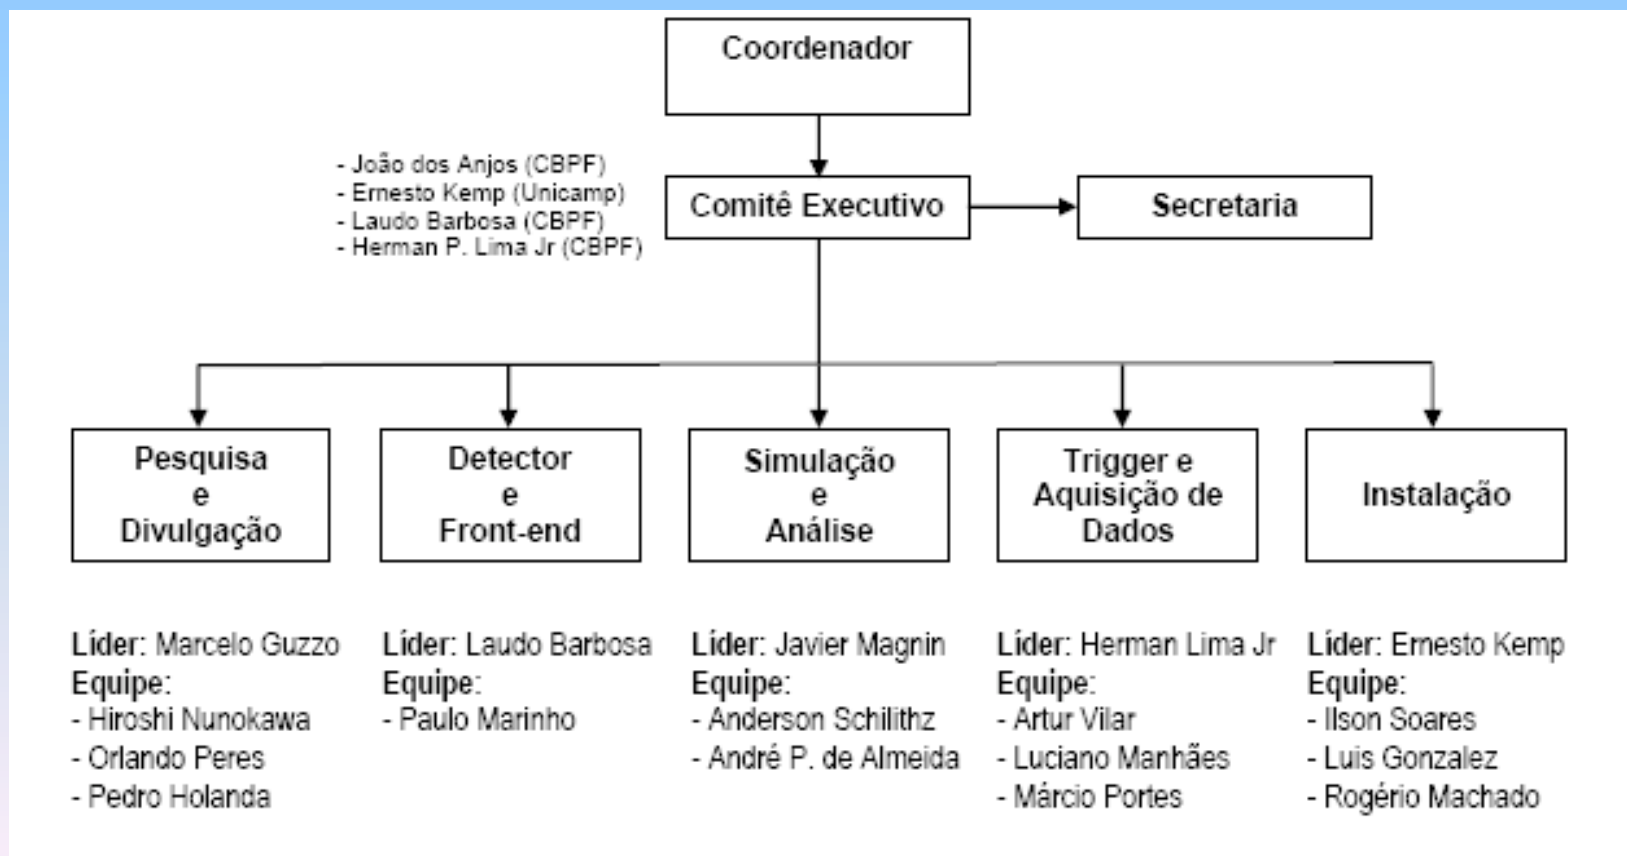 Coordenador
- João dos Anjos (CBPF)
- Ernesto Kemp (Unicamp)
- Laudo Barbosa (CBPF)
- Herman P. Lima Jr (CBPF)
Comitê Executivo
Secretaria
Pesquisa
e
Divulgação
Detector
e
Front-end
Simulação
e
Análise
Trigger e
Aquisição de
Dados
Instalação
Líder: Marcelo Guzzo
Equipe:
- Hiroshi Nunokawa
- Orlando Peres
- Pedro Holanda
Líder: Laudo Barbosa
Equipe:
- Paulo Marinho
Líder: Javier Magnin
Equipe:
- Anderson Schilithz
- André P. de Almeida
Líder: Herman Lima Jr
Equipe:
- Artur Vilar
- Luciano Manhães
- Márcio Portes
Líder: Ernesto Kemp
Equipe:
- Ilson Soares
- Luis Gonzalez
- Rogério Machado